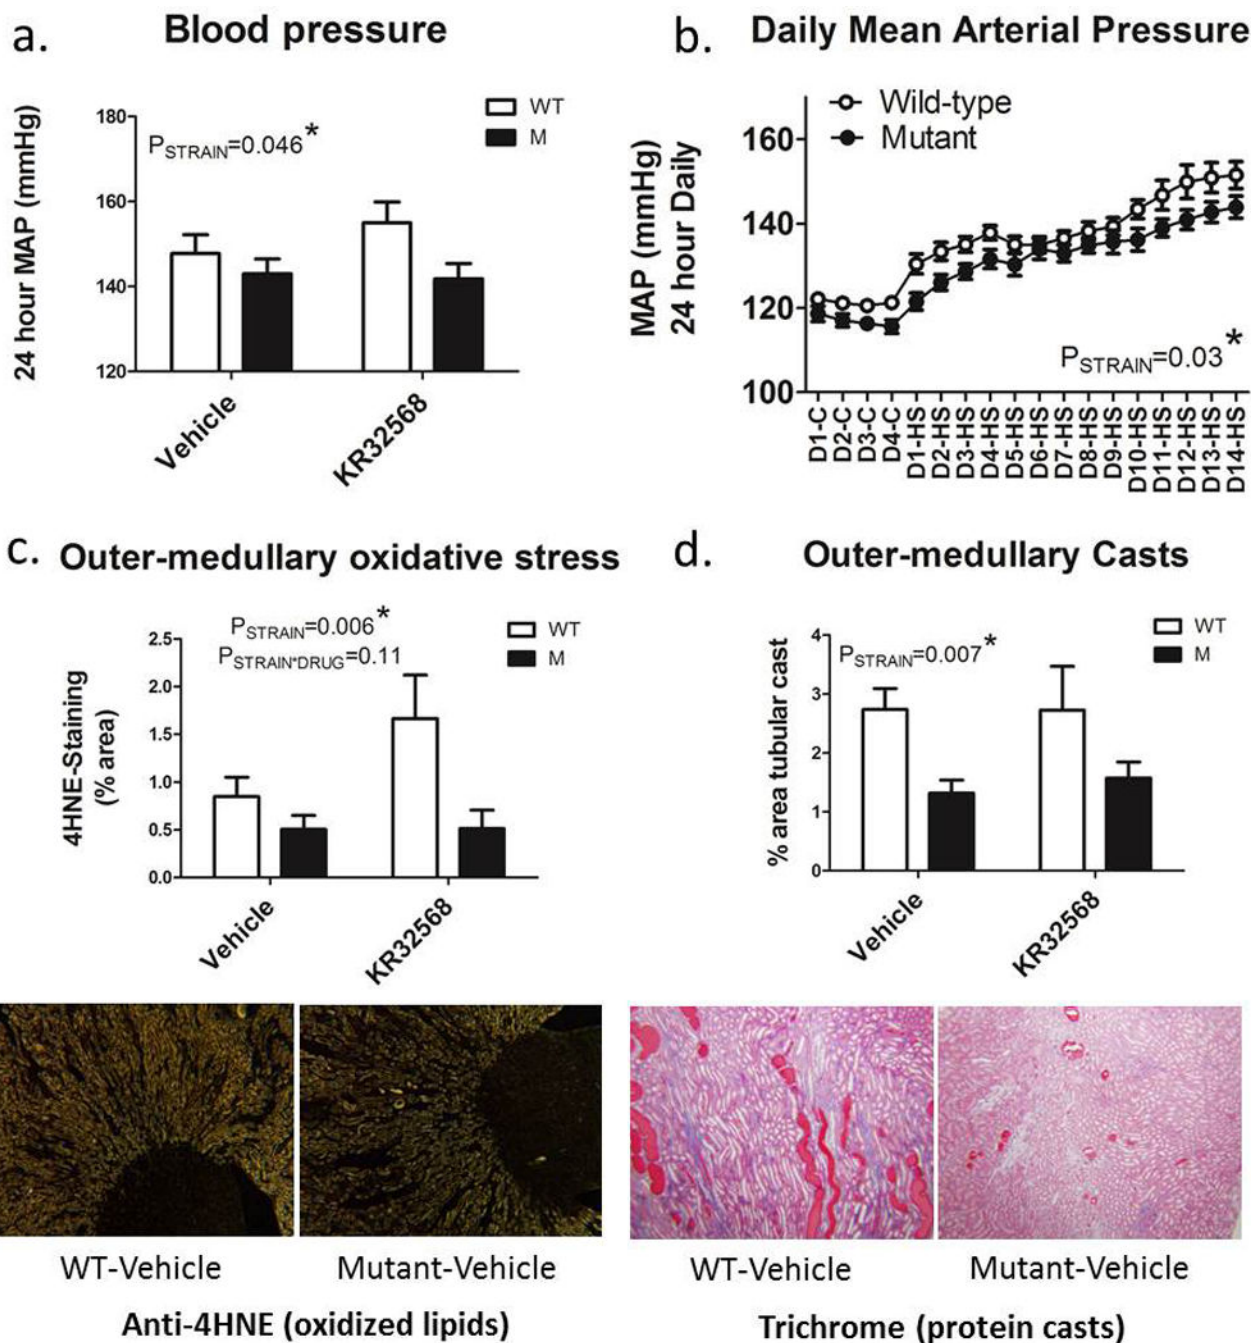 a.
Blood pressure
24 hour MAP (mmHg)
180
160
140
120
PSTRAIN=0.046*
WT
M
Vehicle
KR32568
b.
Daily Mean Arterial Pressure
MAP (mmHg)
24 hour Daily
160
140
120
100
Wild-type
Mutant
PSTRAIN=0.03*
D1-C
D2-C
D3-C
D4-C
D1-HS
D2-HS
D3-HS
D4-HS
D5-HS
D6-HS
D7-HS
D8-HS
D9-HS
D10-HS
D11-HS
D12-HS
D13-HS
D14-HS
c.
Outer-medullary oxidative stress
4HNE-Staining
(% area)
2.5
2.0
1.5
1.0
0.5
0.0
PSTRAIN=0.006*
PSTRAIN*DRUG=0.11
WT
M
Vehicle
KR32568
d.
Outer-medullary Casts
% area tubular cast
4
3
2
1
0
PSTRAIN=0.007*
WT
M
Vehicle
KR32568
WT-Vehicle
Mutant-Vehicle
Anti-4HNE (oxidized lipids)
WT-Vehicle
Mutant-Vehicle
Trichrome (protein casts)